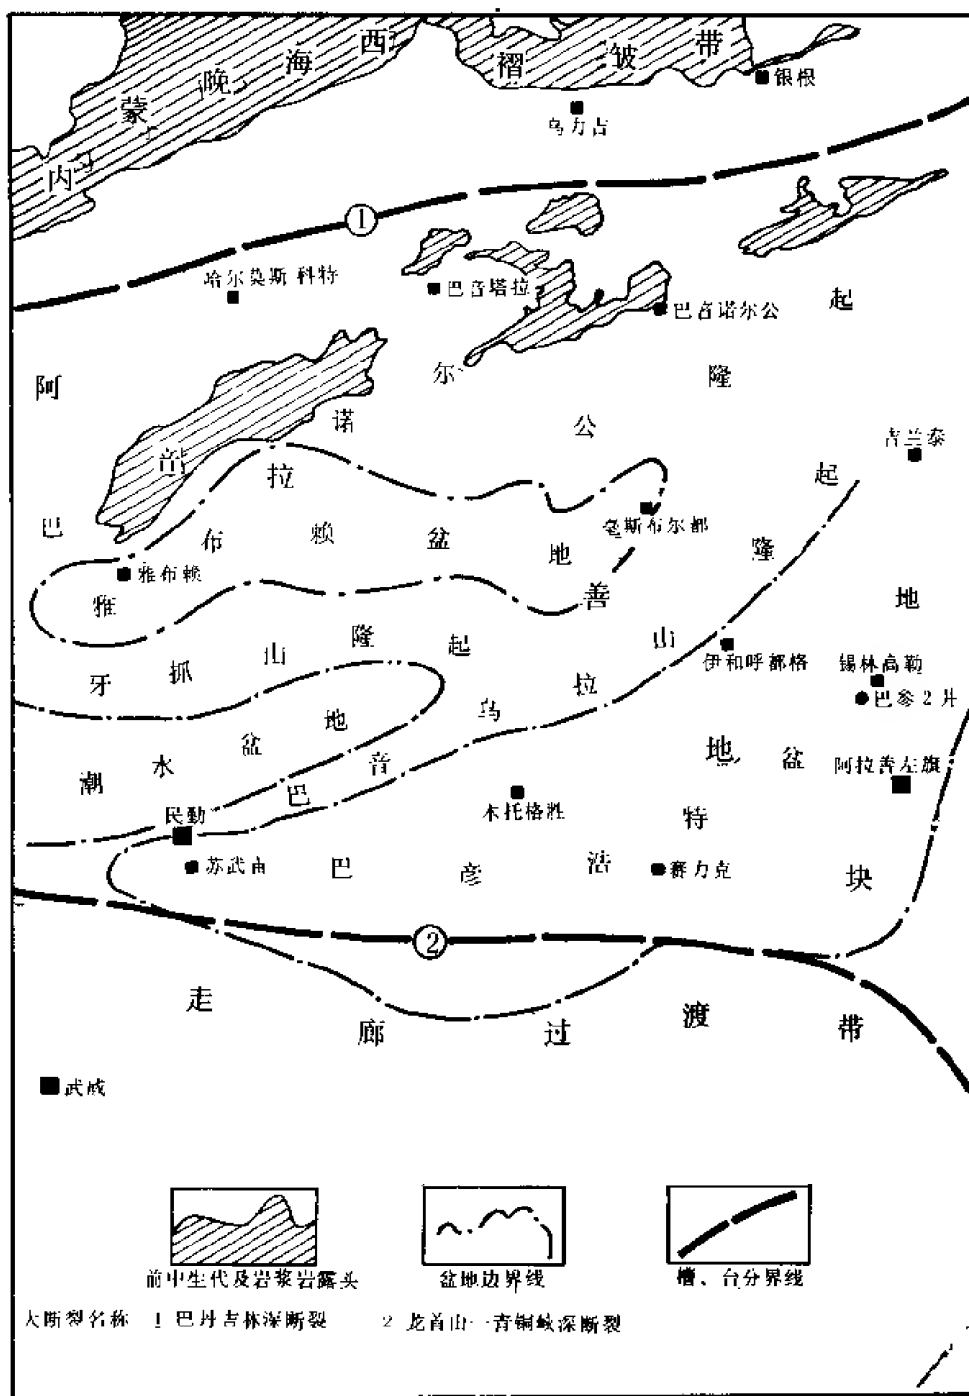 内蒙晚海西褶皱带
银根
乌力吉
①
哈尔莫斯科特
巴音塔拉
巴音诺尔公
音诺尔公隆起
阿拉善地块
吉兰泰
雅布赖盆地
亳斯布尔都
雅布赖
牙抓山隆起
巴音乌拉山隆起
伊和呼都格
锡林高勒
巴参2井
潮水盆地
阿拉善左旗
民勤
木托格胜
苏武由
巴彦浩特盆地
赛力克
②
走廊过渡带
武威
前中生代及岩浆岩露头
盆地边界线
槽、台分界线
大断裂名称 1 巴丹吉林深断裂 2 龙首山—青铜峡深断裂